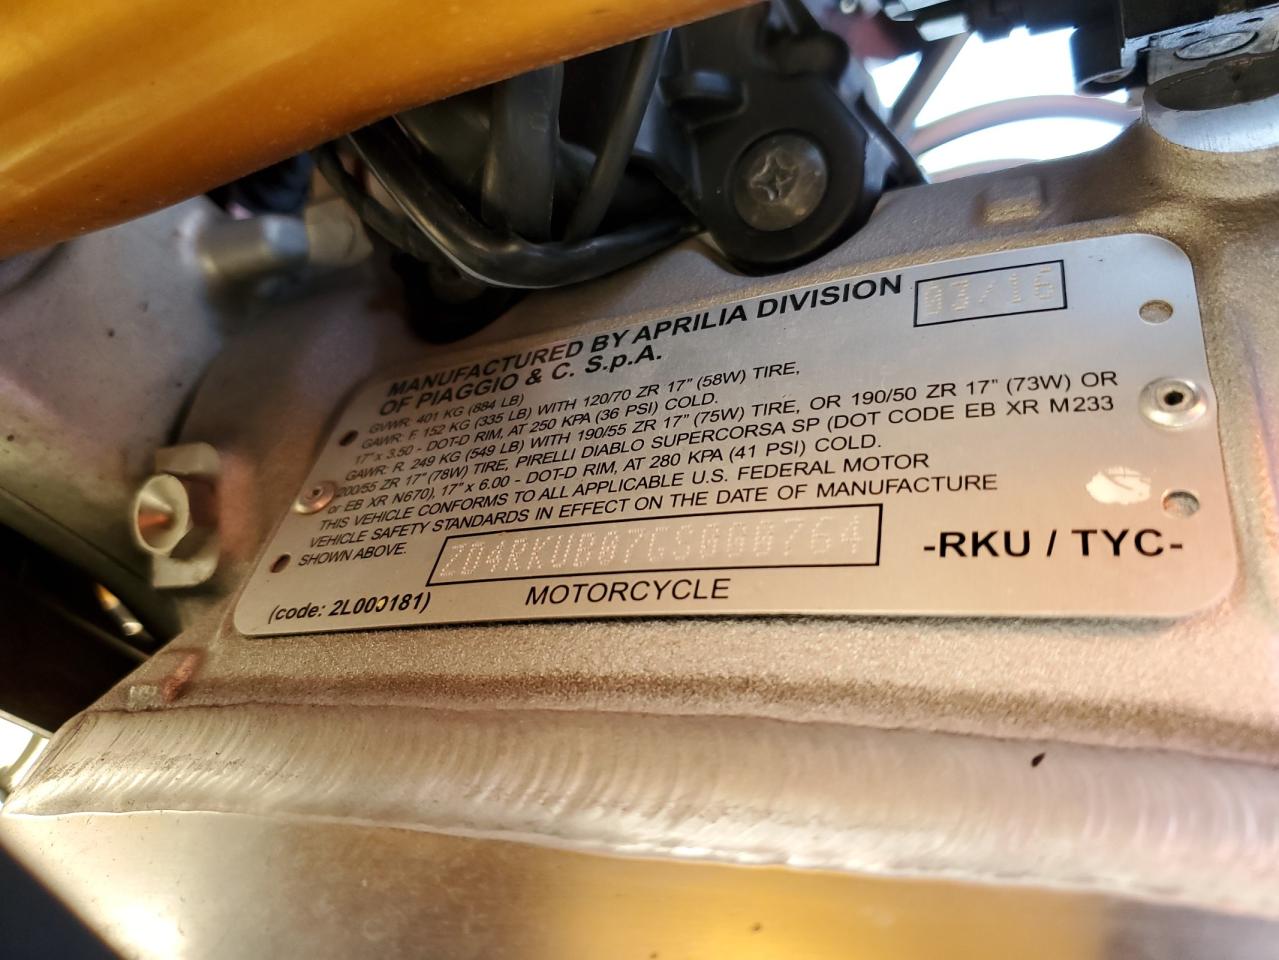 MANUFACTURED BY APRILIA DIVISION
03/16
OF PIAGGIO & C. S.p.A.
GVWR: 401 KG (884 LB)
GAWR: F. 152 KG (335 LB) WITH 120/70 ZR 17" (58W) TIRE,
17" x 3.50 - DOT-D RIM, AT 250 KPA (36 PSI) COLD.
GAWR: R. 249 KG (549 LB) WITH 190/55 ZR 17" (75W) TIRE, OR 190/50 ZR 17" (73W) OR
200/55 ZR 17" (78W) TIRE, PIRELLI DIABLO SUPERCORSA SP (DOT CODE EB XR M233
or EB XR N670), 17" x 6.00 - DOT-D RIM, AT 280 KPA (41 PSI) COLD.
THIS VEHICLE CONFORMS TO ALL APPLICABLE U.S. FEDERAL MOTOR
VEHICLE SAFETY STANDARDS IN EFFECT ON THE DATE OF MANUFACTURE
SHOWN ABOVE.
ZD4RKUB07GS000764
-RKU / TYC-
(code: 2L000181)
MOTORCYCLE